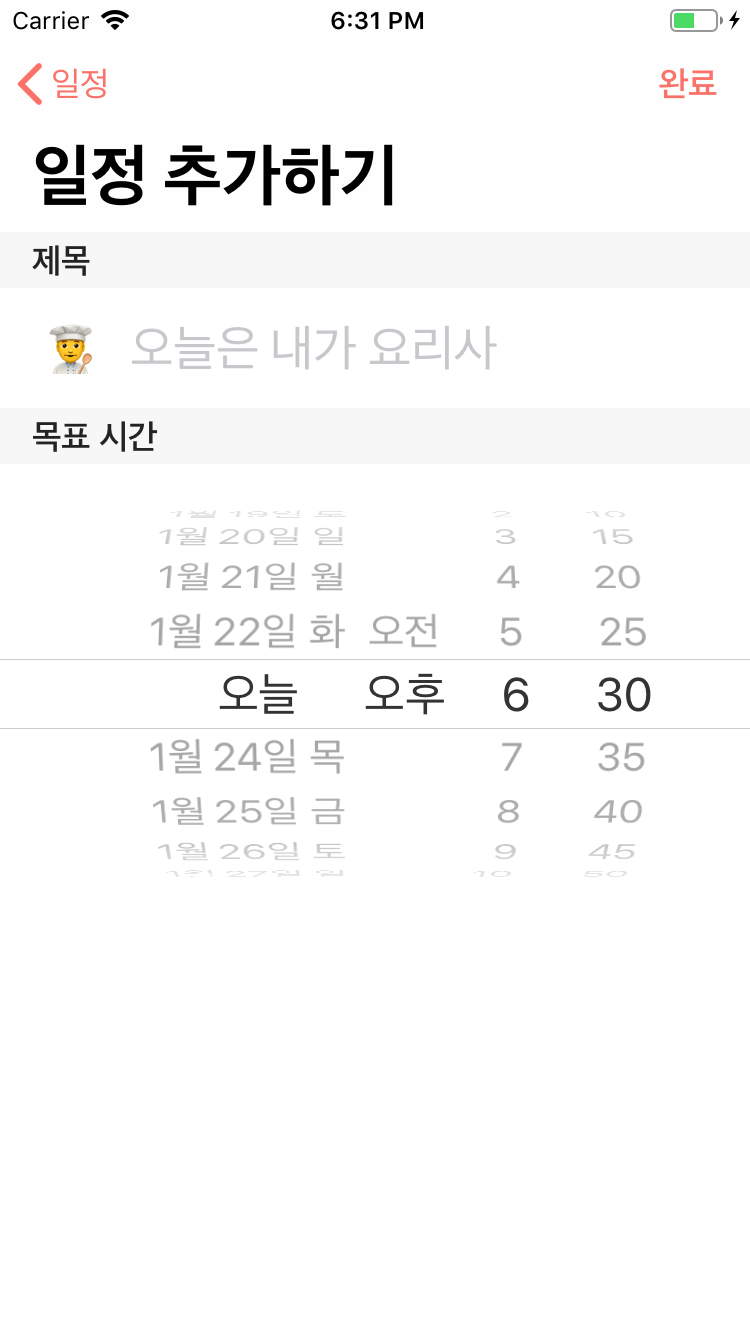 Carrier 6:31 PM
일정 완료
일정 추가하기
제목
오늘은 내가 요리사
목표 시간
1월 20일 일 3 15
1월 21일 월 4 20
1월 22일 화 오전 5 25
오늘 오후 6 30
1월 24일 목 7 35
1월 25일 금 8 40
1월 26일 토 9 45
10 50